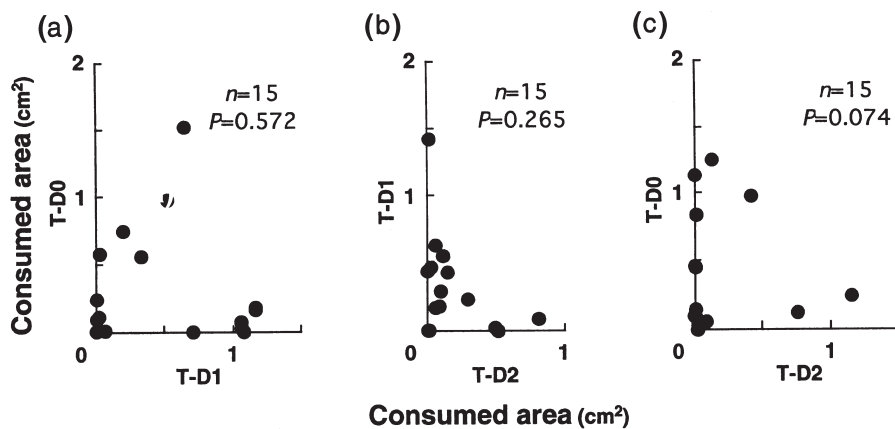 (a)
2
1
0
1
n=15
P=0.572
T-D0
T-D1
Consumed area (cm²)
(b)
2
1
0
1
n=15
P=0.265
T-D1
T-D2
(c)
2
1
0
1
n=15
P=0.074
T-D0
T-D2
Consumed area (cm²)